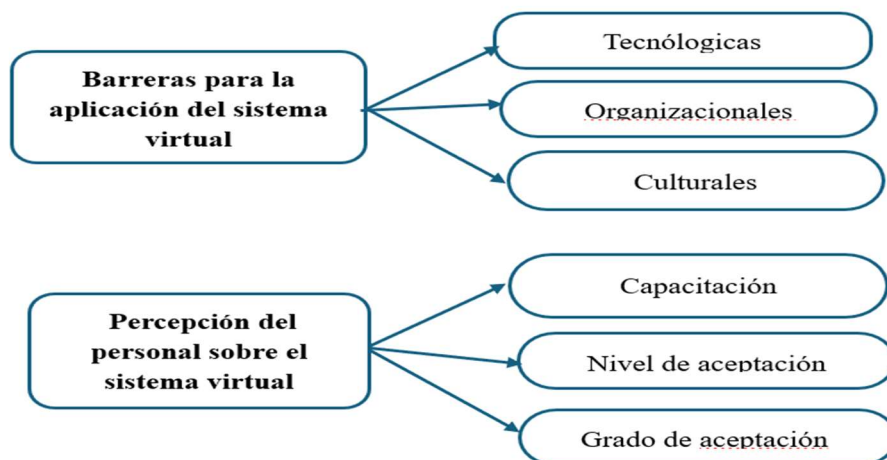 Barreras para la
aplicación del sistema
virtual
Tecnólogicas
Organizacionales
Culturales
Percepción del
personal sobre el
sistema virtual
Capacitación
Nivel de aceptación
Grado de aceptación